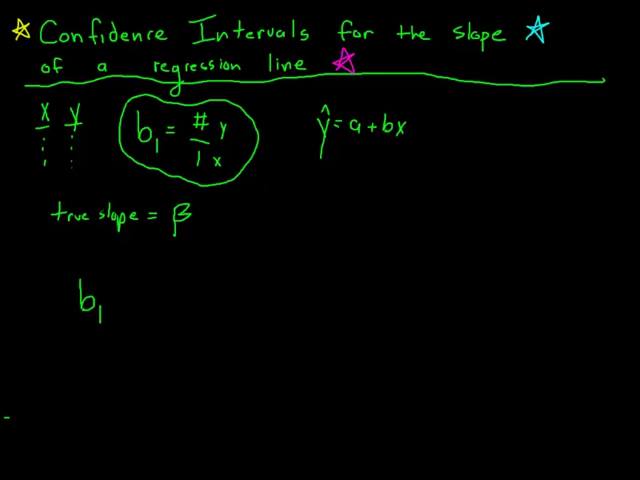 Confidence Intervals for the slope
of a regression line
x y b₁ = # y / 1 x ŷ = a + bx
⋮ ⋮
true slope = β
b₁